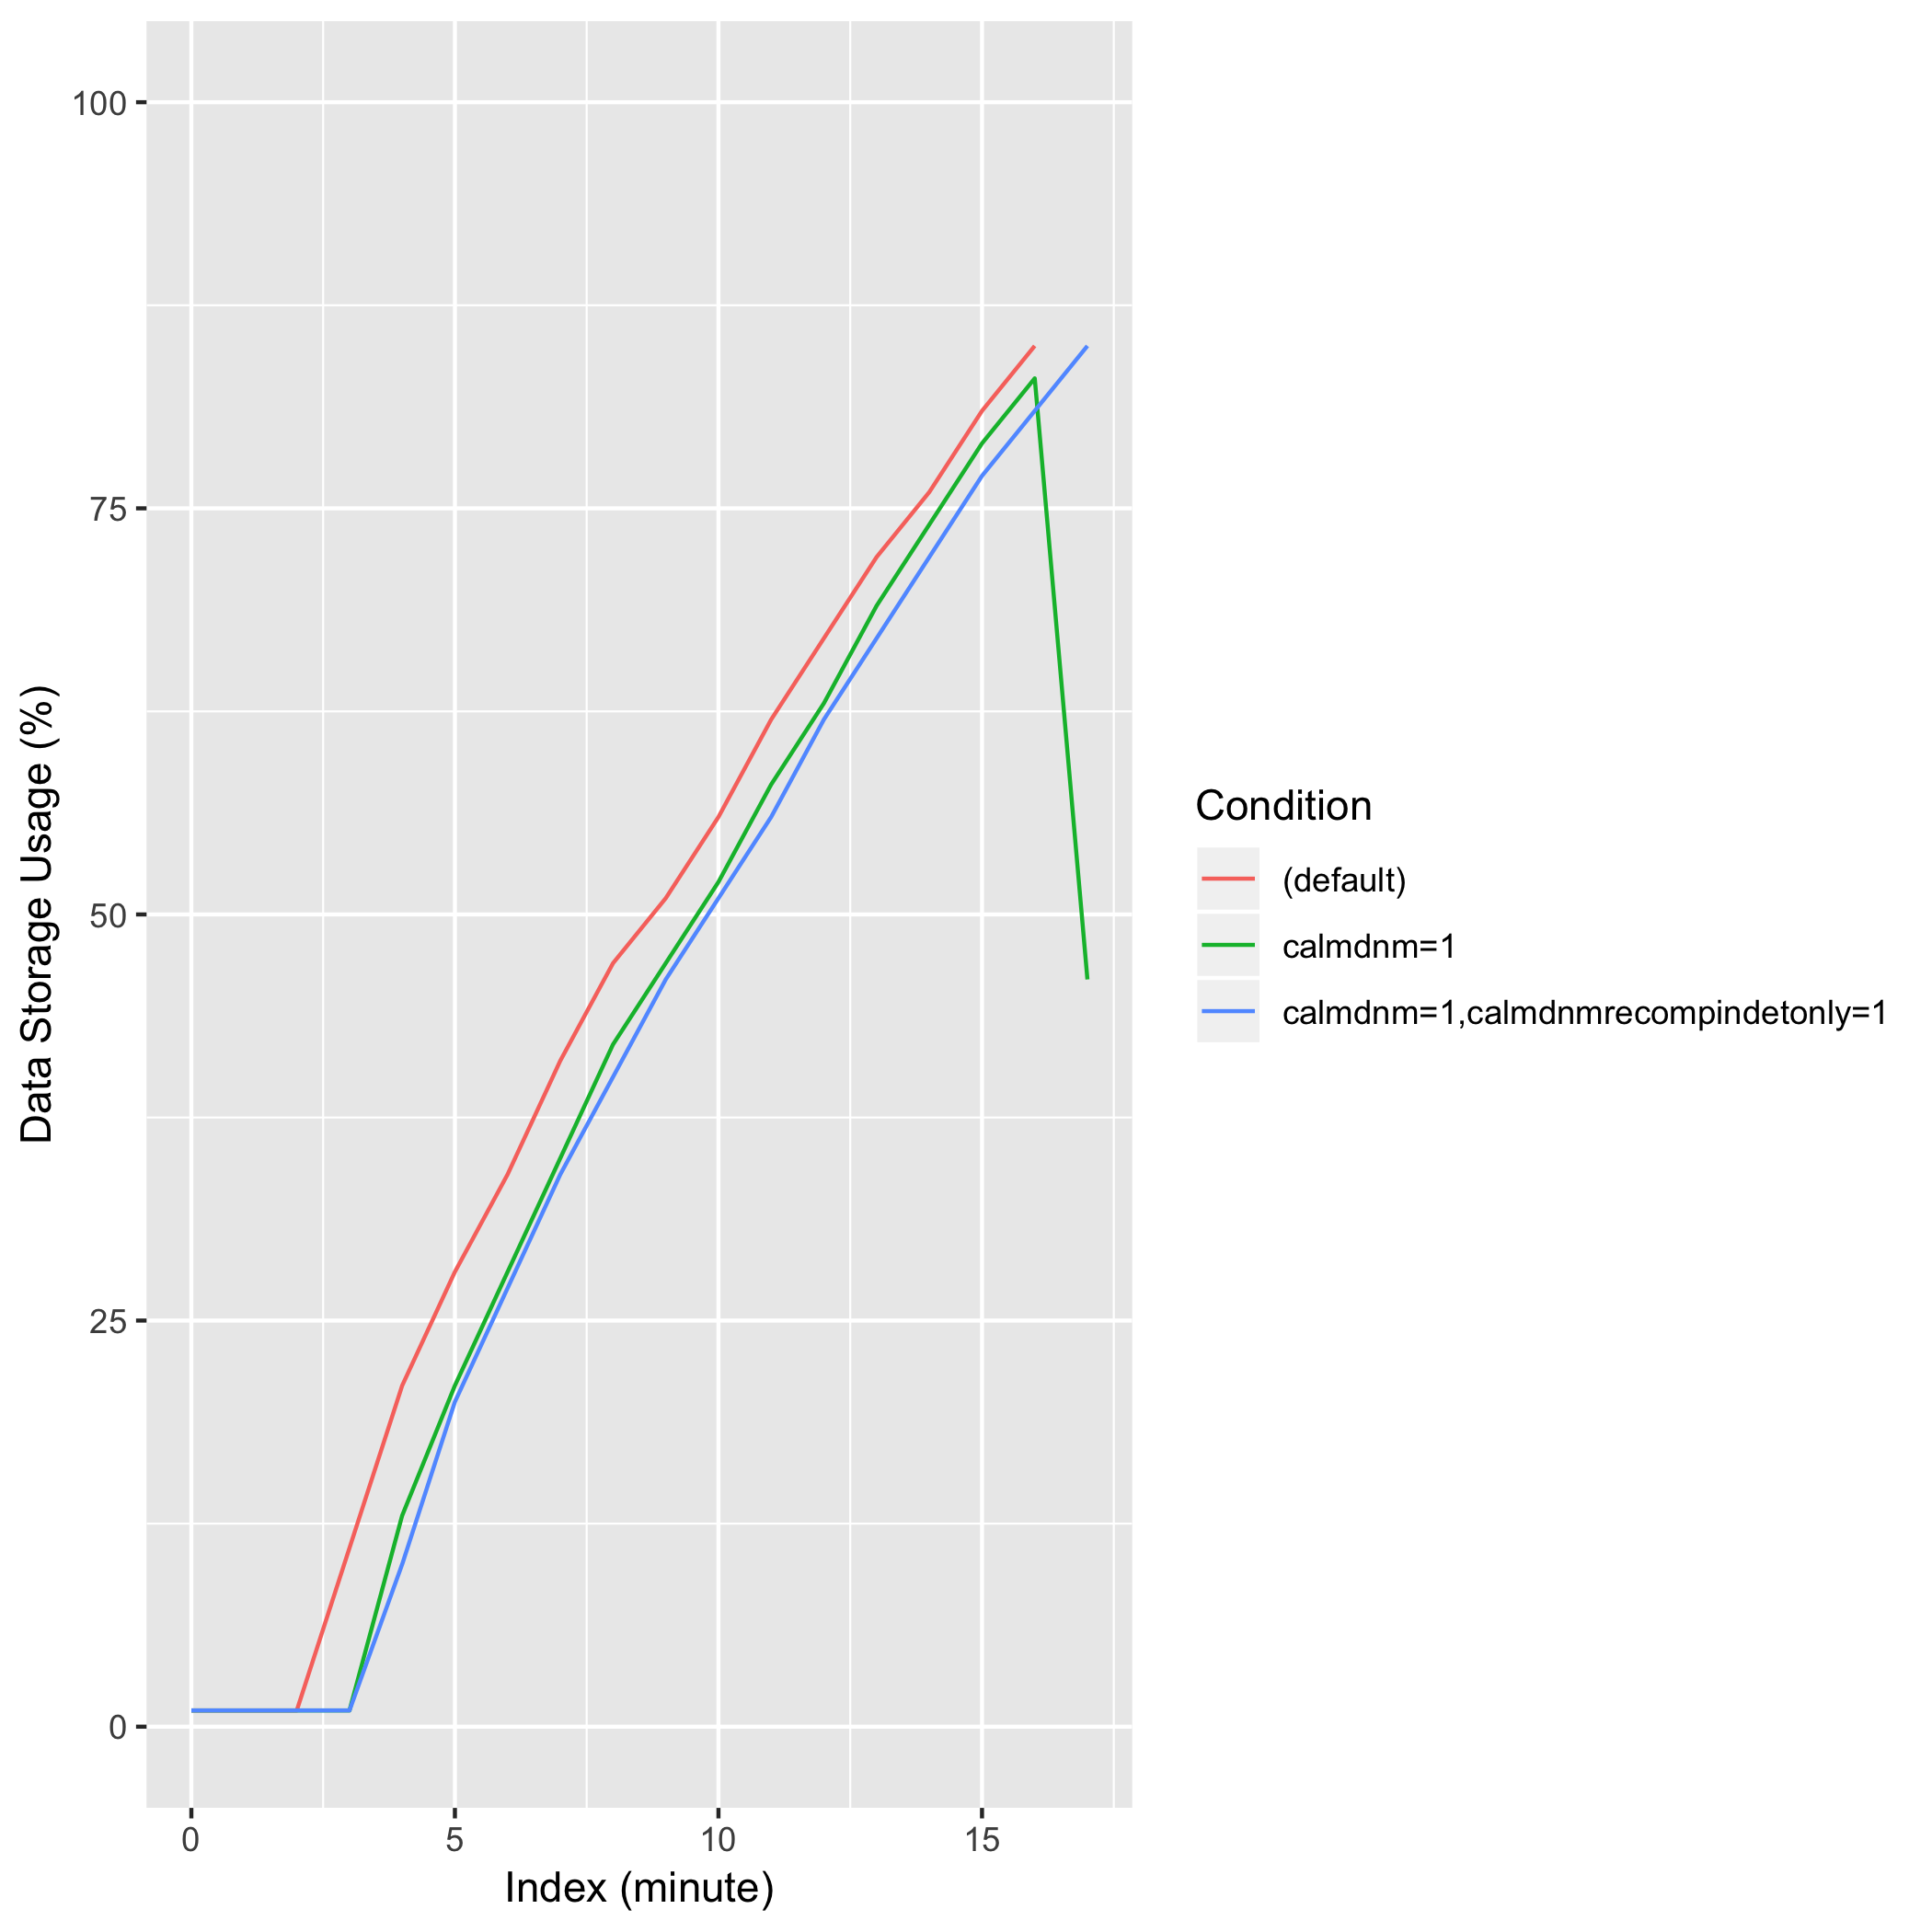 100
75
50
25
0
Data Storage Usage (%)
0 5 10 15
Index (minute)
Condition
(default)
calmdnm=1
calmdnm=1,calmdnmrecompindetonly=1